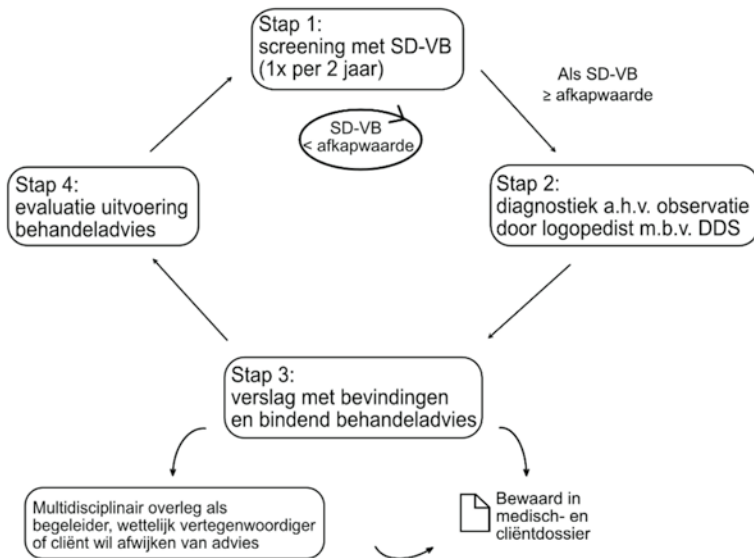 Stap 1:
screening met SD-VB
(1x per 2 jaar)
Als SD-VB
≥ afkapwaarde
SD-VB
< afkapwaarde
Stap 4:
evaluatie uitvoering
behandeladvies
Stap 2:
diagnostiek a.h.v. observatie
door logopedist m.b.v. DDS
Stap 3:
verslag met bevindingen
en bindend behandeladvies
Multidisciplinair overleg als
begeleider, wettelijk vertegenwoordiger
of cliënt wil afwijken van advies
Bewaard in
medisch- en
cliëntdossier